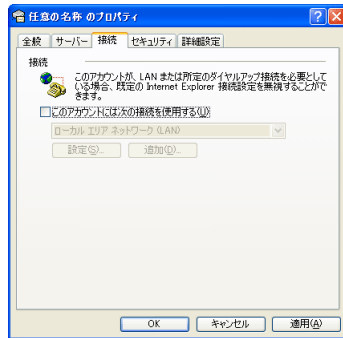 任意の名称 のプロパティ
全般 サーバー 接続 セキュリティ 詳細設定
接続
このアカウントが、LAN または所定のダイヤルアップ接続を必要として
いる場合、既定の Internet Explorer 接続設定を無視することがで
きます。
このアカウントには次の接続を使用する(U)
ローカル エリア ネットワーク (LAN)
設定(S)... 追加(D)...
OK キャンセル 適用(A)